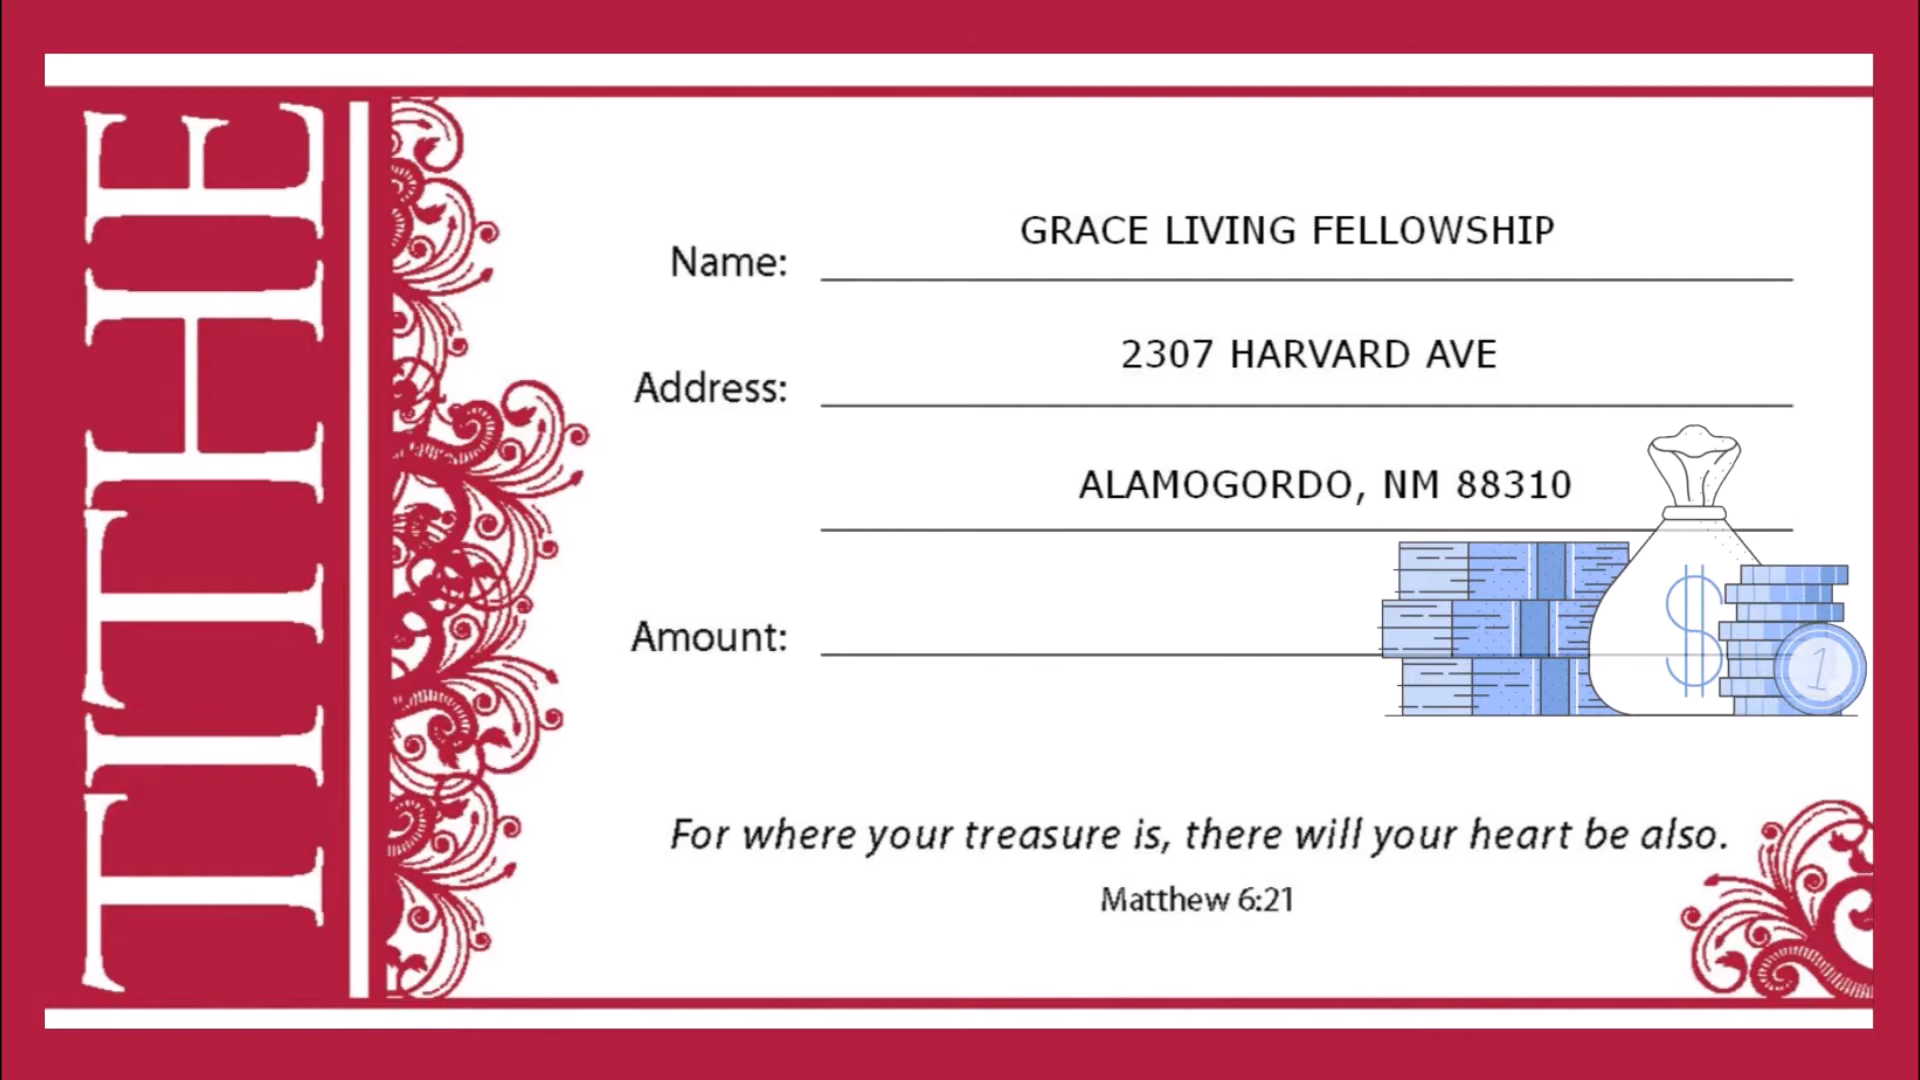 TITHE
Name: GRACE LIVING FELLOWSHIP
Address: 2307 HARVARD AVE
ALAMOGORDO, NM 88310
Amount:
$
1
For where your treasure is, there will your heart be also.
Matthew 6:21